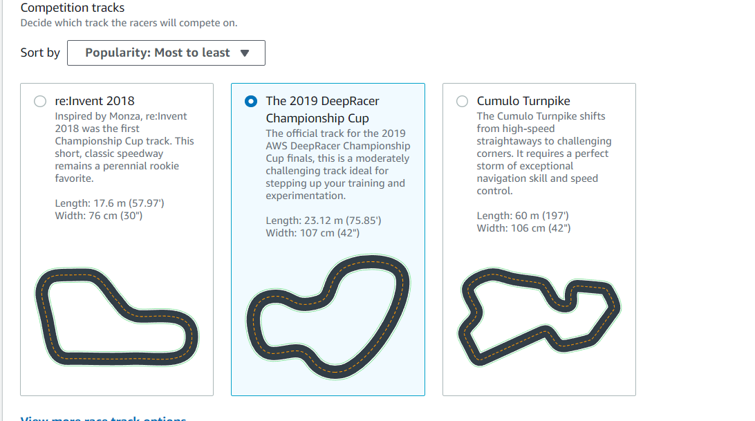 Competition tracks
Decide which track the racers will compete on.
Sort by
Popularity: Most to least
re:Invent 2018
Inspired by Monza, re:Invent
2018 was the first
Championship Cup track. This
short, classic speedway
remains a perennial rookie
favorite.
Length: 17.6 m (57.97')
Width: 76 cm (30")
The 2019 DeepRacer
Championship Cup
The official track for the 2019
AWS DeepRacer Championship
Cup finals, this is a moderately
challenging track ideal for
stepping up your training and
experimentation.
Length: 23.12 m (75.85')
Width: 107 cm (42")
Cumulo Turnpike
The Cumulo Turnpike shifts
from high-speed
straightaways to challenging
corners. It requires a perfect
storm of exceptional
navigation skill and speed
control.
Length: 60 m (197')
Width: 106 cm (42")
View more race track options